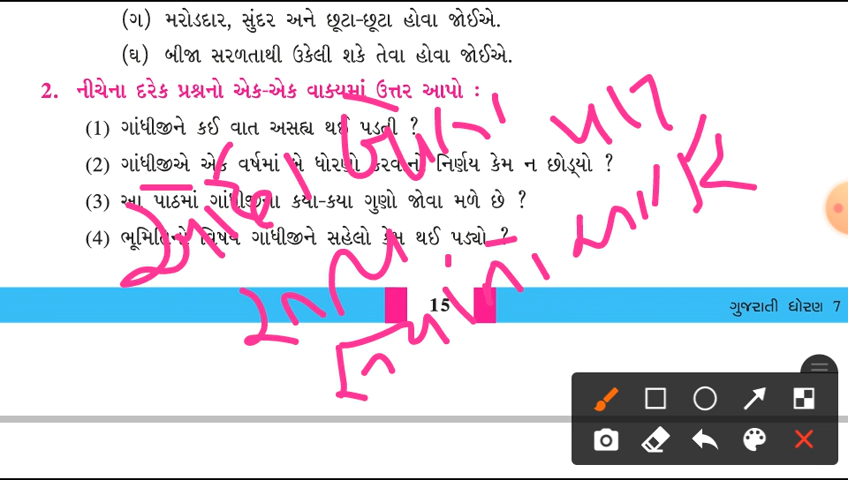 (ગ) મરોડદાર, સુંદર અને છૂટા-છૂટા હોવા જોઈએ.
(ઘ) બીજા સરળતાથી ઉકેલી શકે તેવા હોવા જોઈએ.
2. નીચેના દરેક પ્રશ્નનો એક-એક વાક્યમાં ઉત્તર આપો :
(1) ગાંધીજીને કઈ વાત અસહ્ય થઈ પડતી ?
(2) ગાંધીજીએ એક વર્ષમાં બે ધોરણો કરવાનો નિર્ણય કેમ ન છોડ્યો ?
(3) આ પાઠમાં ગાંધીજીના કયા-કયા ગુણો જોવા મળે છે ?
(4) ભૂમિતિનો વિષય ગાંધીજીને સહેલો કેમ થઈ પડ્યો ?
સત્ય
15
ગુજરાતી ધોરણ 7